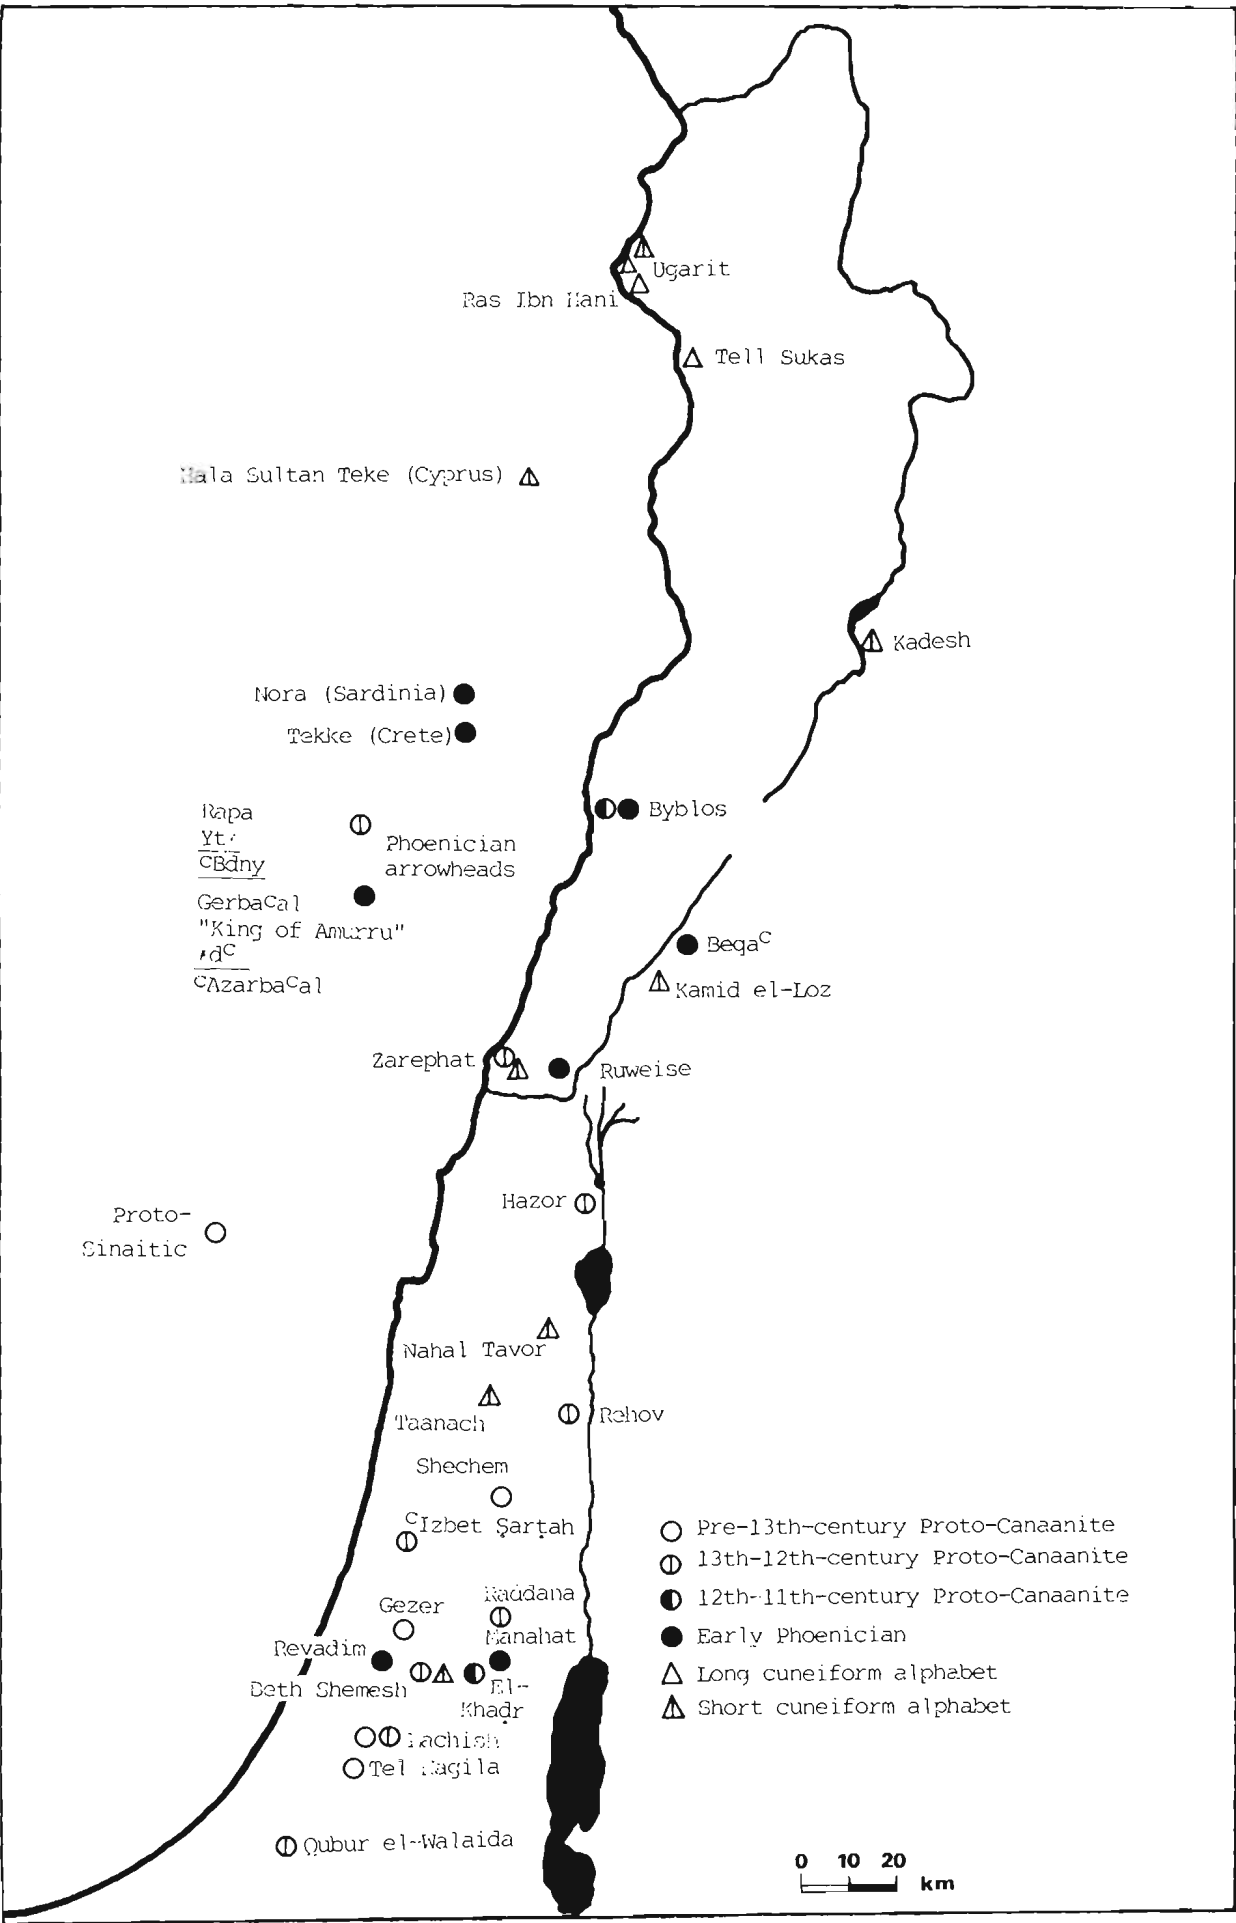 Ugarit
Ras Ibn Hani
Tell Sukas
Hala Sultan Teke (Cyprus)
Kadesh
Nora (Sardinia)
Tekke (Crete)
Byblos
Rapa
Phoenician
arrowheads
ᶜBdny
Gerbaᶜal
"King of Amurru"
ᶜAzarbaᶜal
Beqaᶜ
Kamid el-Loz
Zarephat
Ruweise
Hazor
Proto-
Sinaitic
Nahal Tavor
Taanach
Rehov
Shechem
ᶜIzbet Ṣarṭah
Raddana
Gezer
Manahat
Revadim
Beth Shemesh
El-
Khaḍr
Lachish
Tel Nagila
Qubur el-Walaida
Pre-13th-century Proto-Canaanite
13th-12th-century Proto-Canaanite
12th-11th-century Proto-Canaanite
Early Phoenician
Long cuneiform alphabet
Short cuneiform alphabet
0 10 20
km